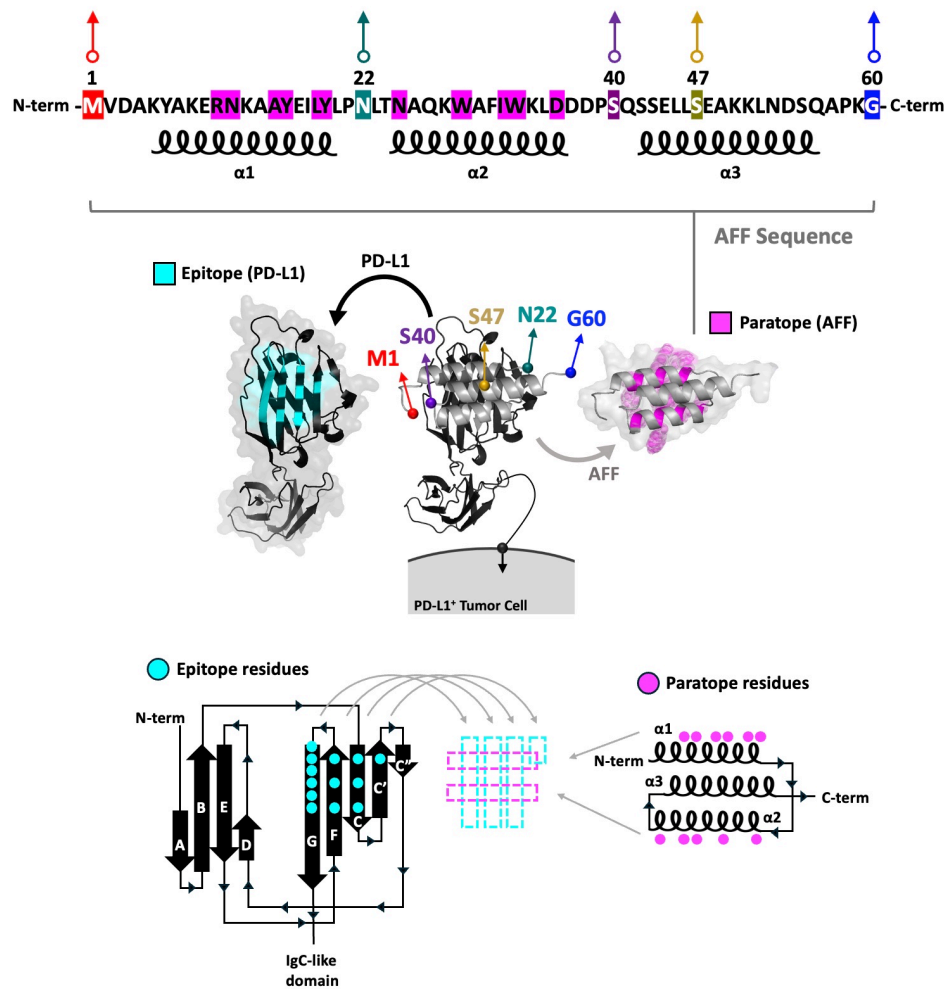 1 22 40 47 60
N-term -MVDAKYAKERNKAAYEILYLPNLTNAQKWAFIWKLDDDPSQSSELLSEAKKLNDSQAPKG- C-term
α1 α2 α3
AFF Sequence
Epitope (PD-L1)
PD-L1
Paratope (AFF)
S47 N22 G60
S40
M1
AFF
PD-L1+ Tumor Cell
Epitope residues
Paratope residues
N-term
α1
N-term
α3
C-term
α2
A B E D G F C C' C"
IgC-like
domain